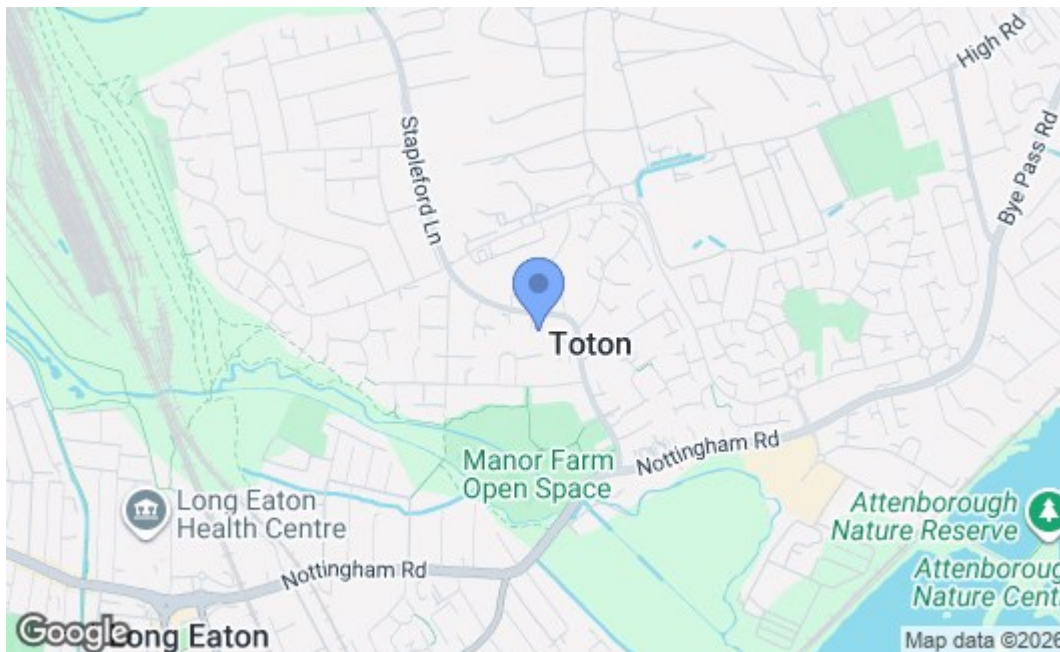 High Rd
Bye Pass Rd
Stapleford Ln
Toton
Nottingham Rd
Manor Farm
Open Space
Long Eaton
Health Centre
Attenborough
Nature Reserve
Nottingham Rd
Attenboroug
Nature Cent
Google
Long Eaton
Map data ©2026